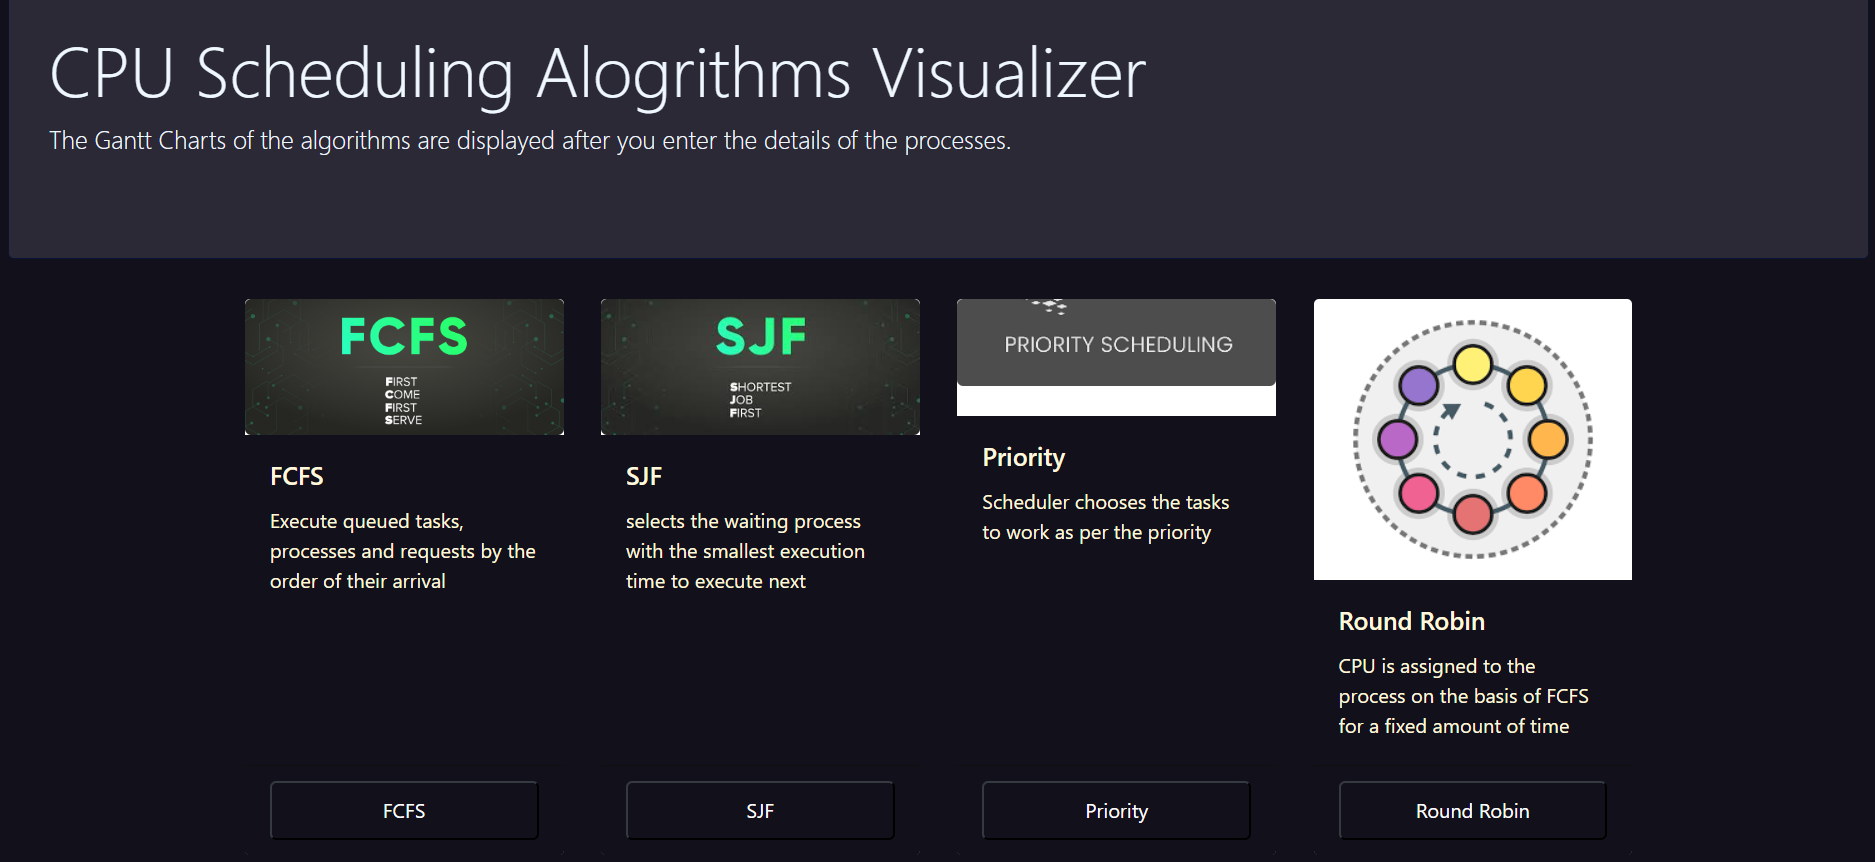 CPU Scheduling Alogrithms Visualizer
The Gantt Charts of the algorithms are displayed after you enter the details of the processes.
FCFS
FIRST
COME
FIRST
SERVE
FCFS
Execute queued tasks,
processes and requests by the
order of their arrival
FCFS
SJF
SHORTEST
JOB
FIRST
SJF
selects the waiting process
with the smallest execution
time to execute next
SJF
PRIORITY SCHEDULING
Priority
Scheduler chooses the tasks
to work as per the priority
Priority
Round Robin
CPU is assigned to the
process on the basis of FCFS
for a fixed amount of time
Round Robin